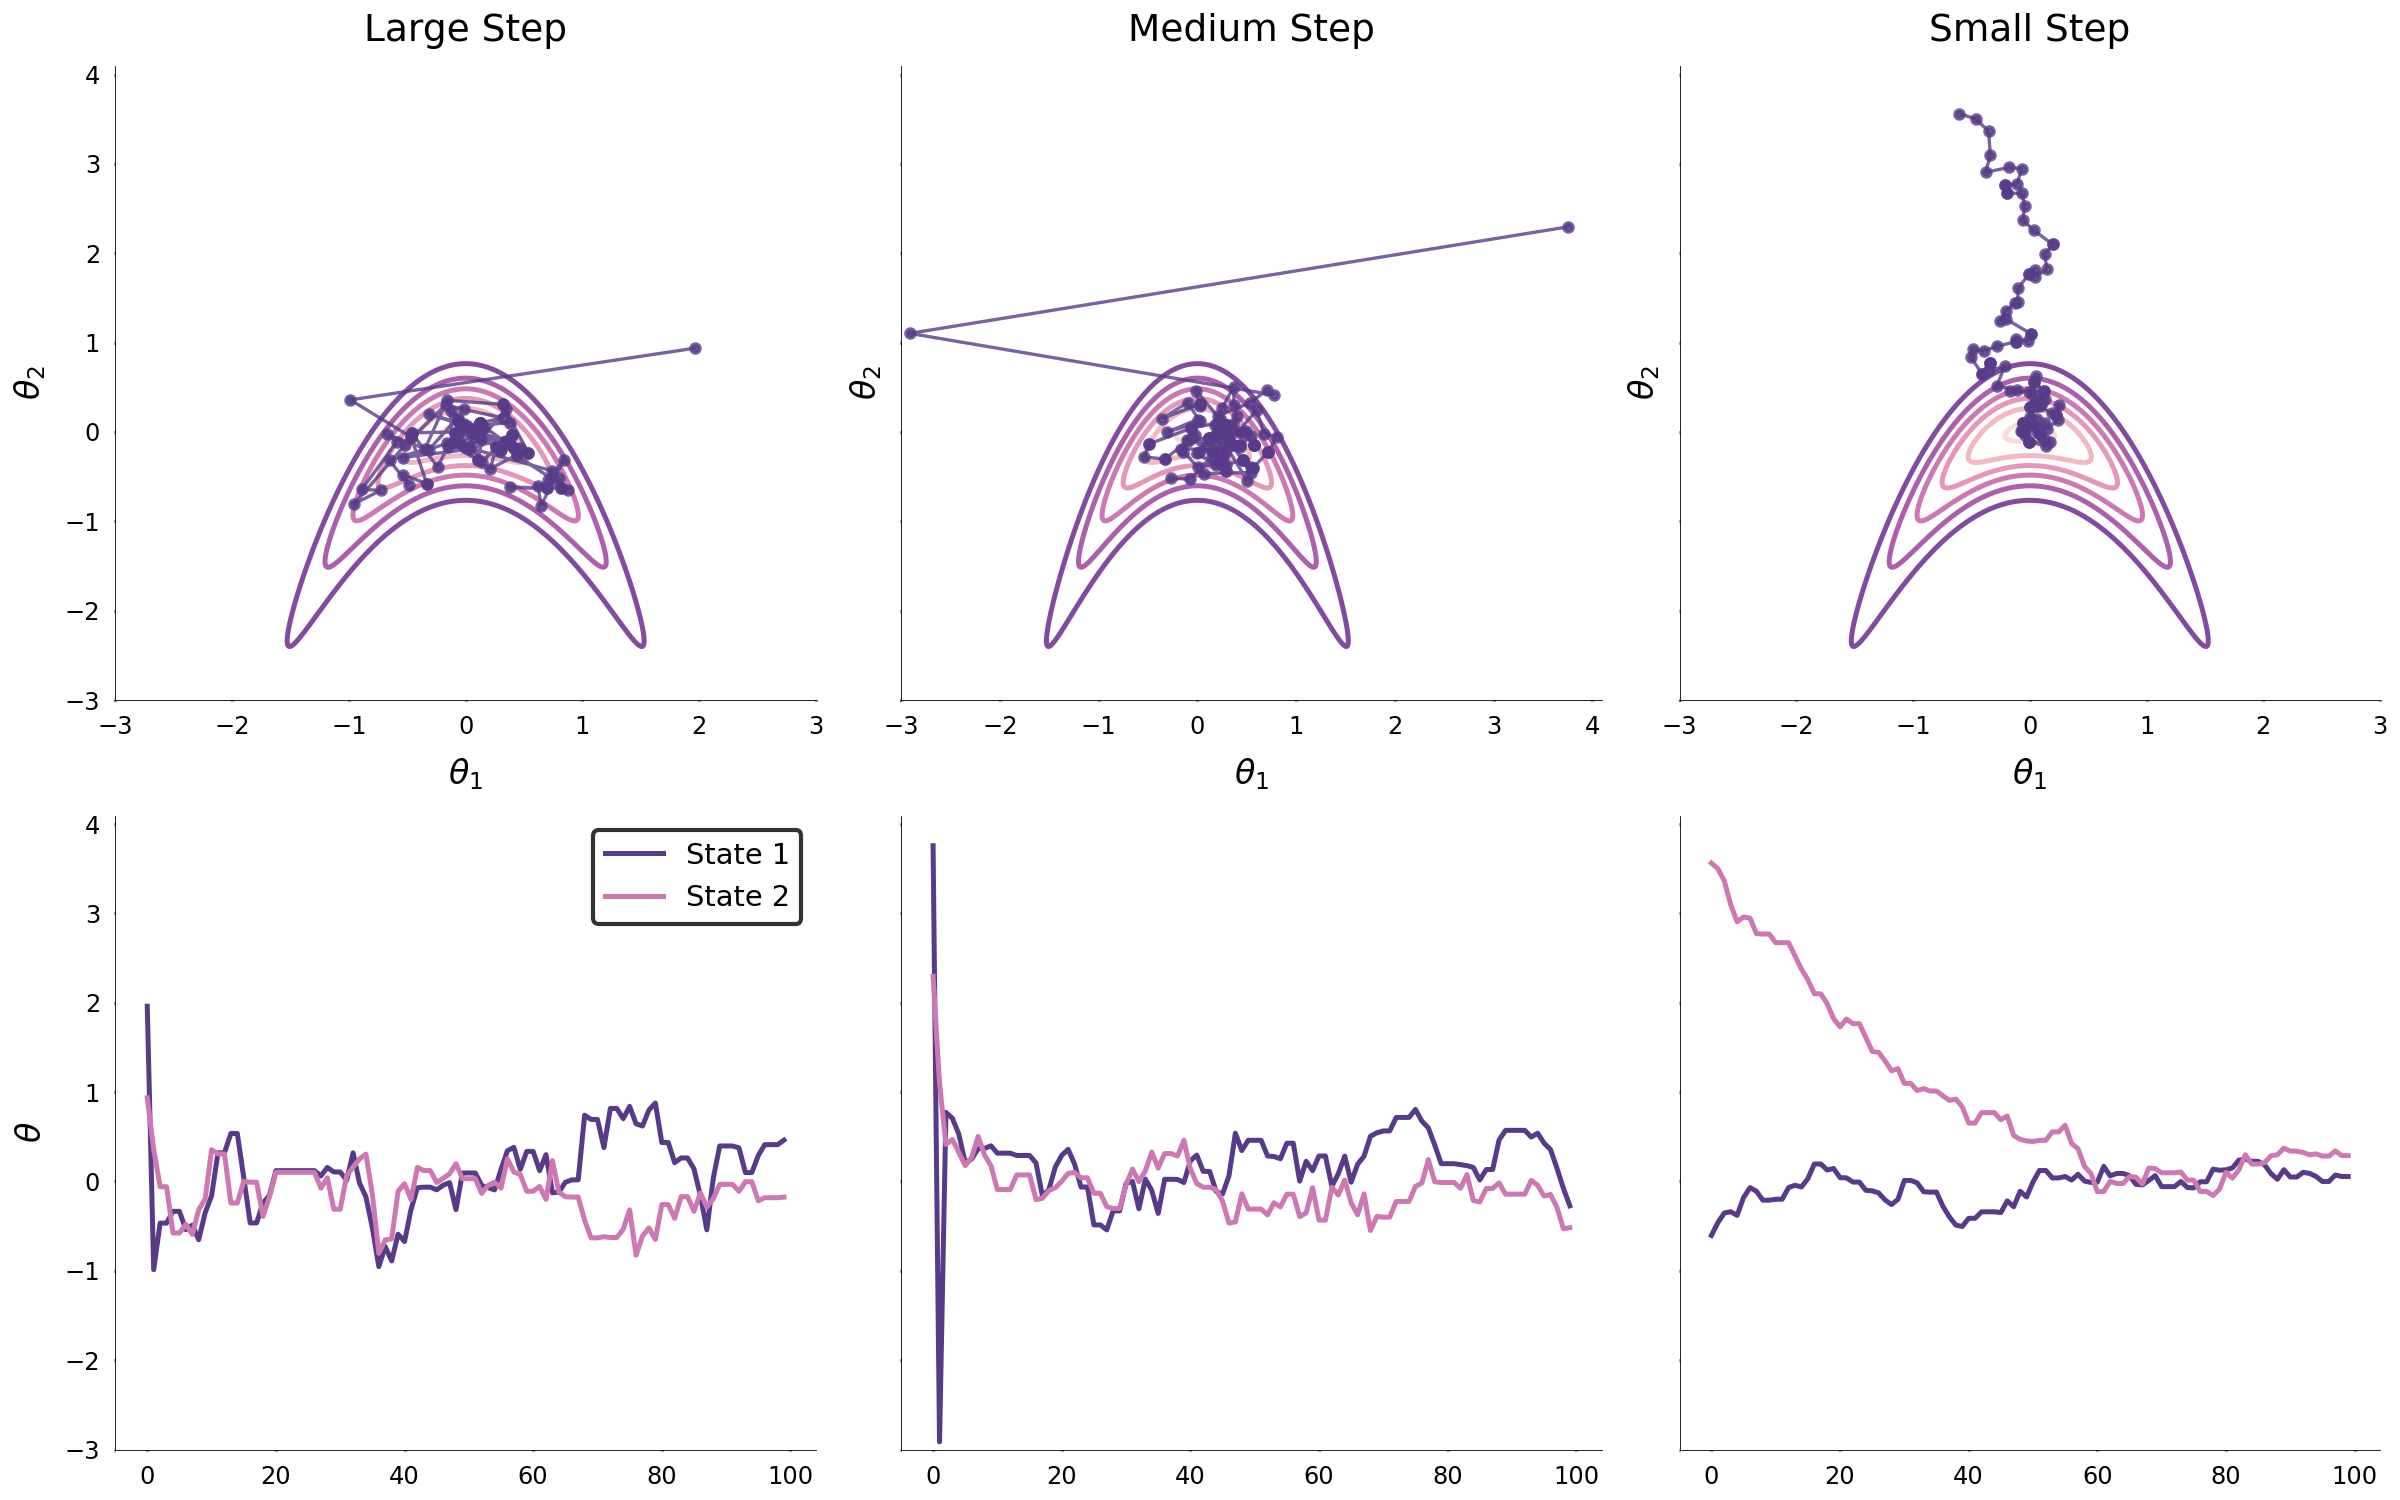 Large Step
Medium Step
Small Step
4
3
2
1
0
−1
−2
−3
θ2
−3 −2 −1 0 1 2 3
θ1
θ2
−3 −2 −1 0 1 2 3 4
θ1
θ2
−3 −2 −1 0 1 2 3
θ1
4
3
2
1
0
−1
−2
−3
θ
State 1
State 2
0 20 40 60 80 100
0 20 40 60 80 100
0 20 40 60 80 100